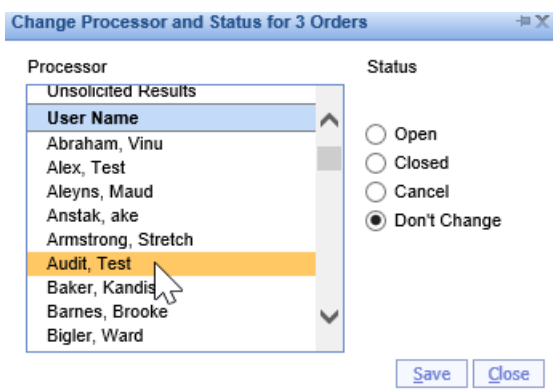 Change Processor and Status for 3 Orders
Processor
Unsolicited Results
User Name
Abraham, Vinu
Alex, Test
Aleyns, Maud
Anstak, ake
Armstrong, Stretch
Audit, Test
Baker, Kandis
Barnes, Brooke
Bigler, Ward
Status
Open
Closed
Cancel
Don't Change
Save Close